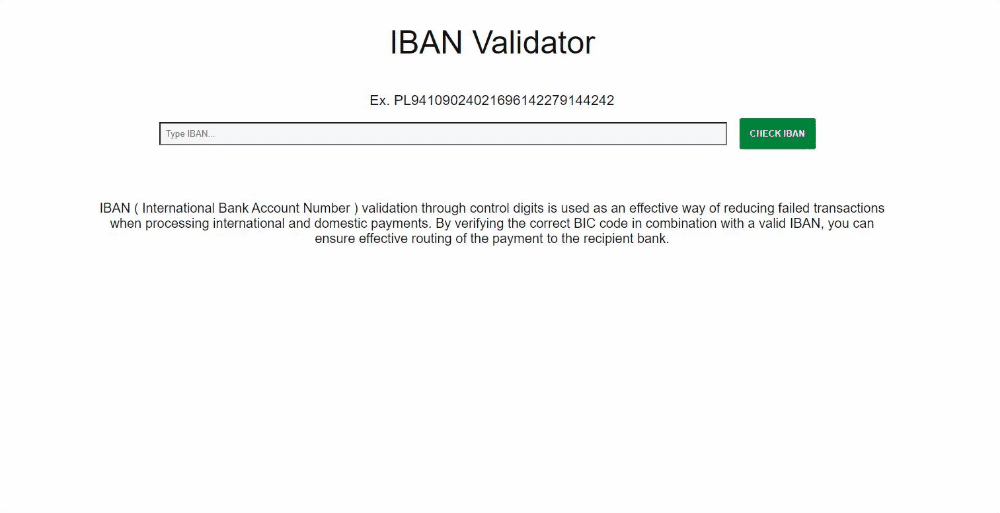 IBAN Validator
Ex. PL94109024021696142279144242
Type IBAN...
CHECK IBAN
IBAN ( International Bank Account Number ) validation through control digits is used as an effective way of reducing failed transactions
when processing international and domestic payments. By verifying the correct BIC code in combination with a valid IBAN, you can
ensure effective routing of the payment to the recipient bank.